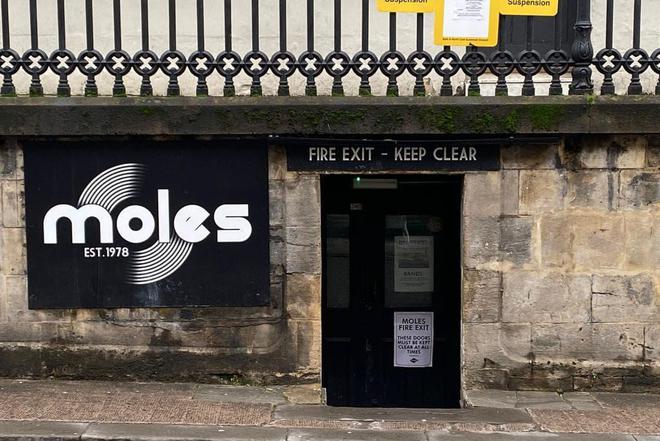 Suspension
Suspension
moles
EST.1978
FIRE EXIT - KEEP CLEAR
BANDS
MOLES
FIRE EXIT
THESE DOORS
MUST BE KEPT
CLEAR AT ALL
TIMES